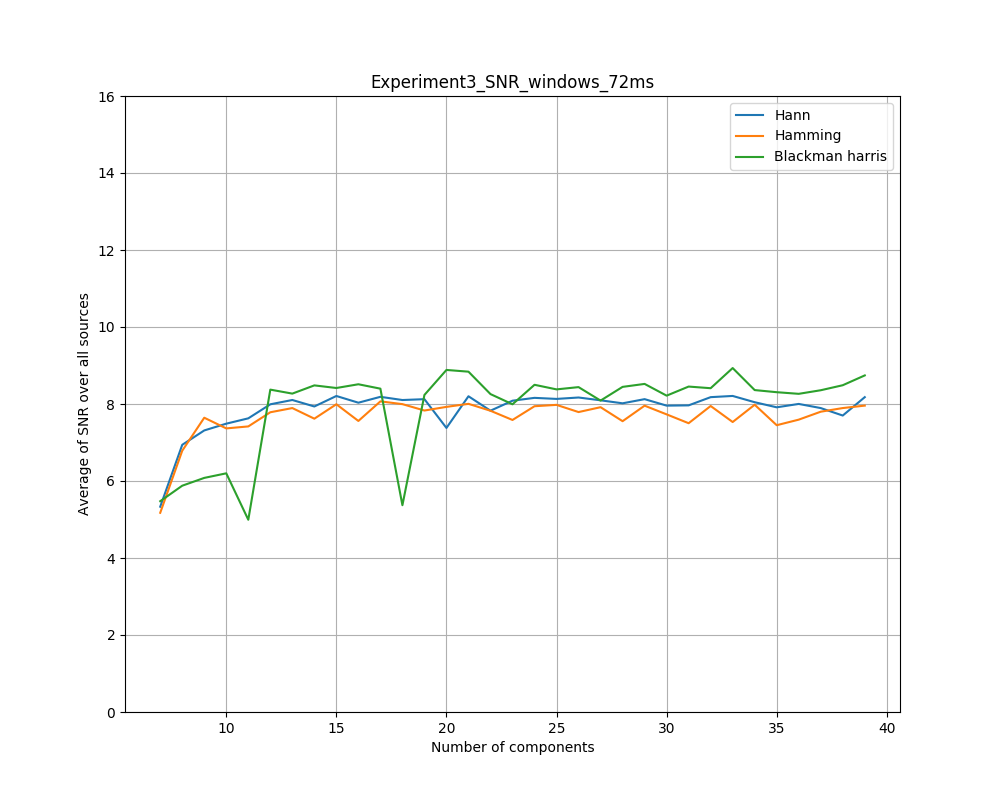 Experiment3_SNR_windows_72ms
Hann
Hamming
Blackman harris
Average of SNR over all sources
16
14
12
10
8
6
4
2
0
10 15 20 25 30 35 40
Number of components